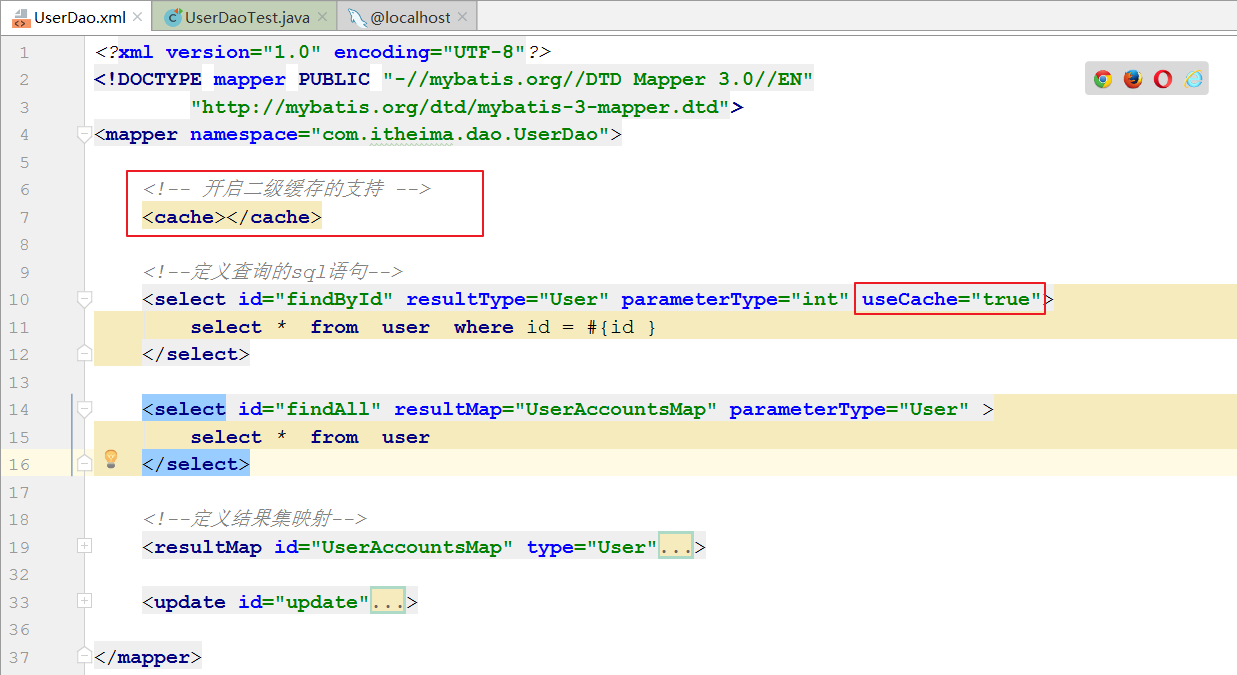 UserDao.xml UserDaoTest.java @localhost
1 <?xml version="1.0" encoding="UTF-8"?>
2 <!DOCTYPE mapper PUBLIC "-//mybatis.org//DTD Mapper 3.0//EN"
3 "http://mybatis.org/dtd/mybatis-3-mapper.dtd">
4 <mapper namespace="com.itheima.dao.UserDao">
5
6 <!-- 开启二级缓存的支持 -->
7 <cache></cache>
8
9 <!--定义查询的sql语句-->
10 <select id="findById" resultType="User" parameterType="int" useCache="true">
11 select * from user where id = #{id }
12 </select>
13
14 <select id="findAll" resultMap="UserAccountsMap" parameterType="User" >
15 select * from user
16 </select>
17
18 <!--定义结果集映射-->
19 <resultMap id="UserAccountsMap" type="User"...>
32
33 <update id="update"...>
36
37 </mapper>